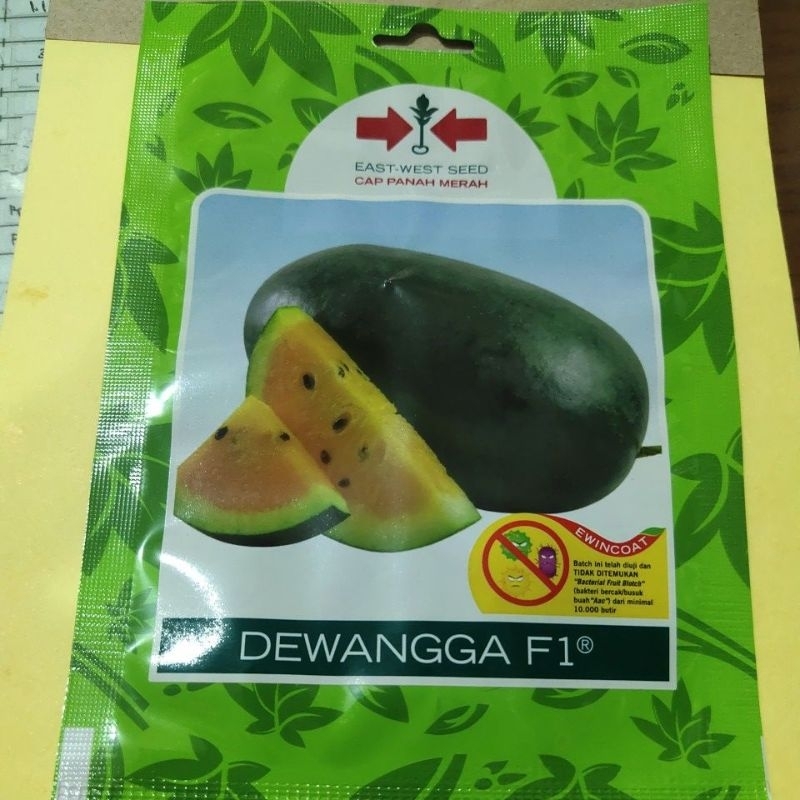 EAST-WEST SEED
CAP PANAH MERAH
EWINCOAT
Batch ini telah diuji dan
TIDAK DITEMUKAN
"Bacterial Fruit Blotch"
(bakteri bercak/busuk
buah "Aac") dari minimal
10.000 butir
DEWANGGA F1®